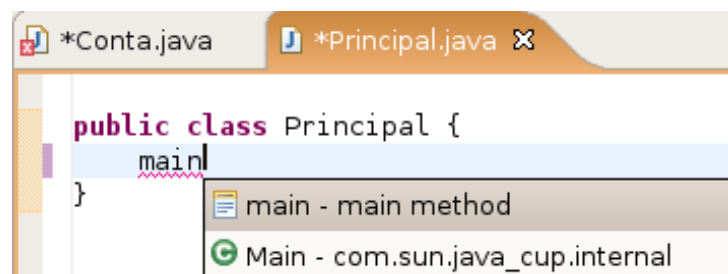 *Conta.java *Principal.java
public class Principal {
main
}
main - main method
Main - com.sun.java_cup.internal